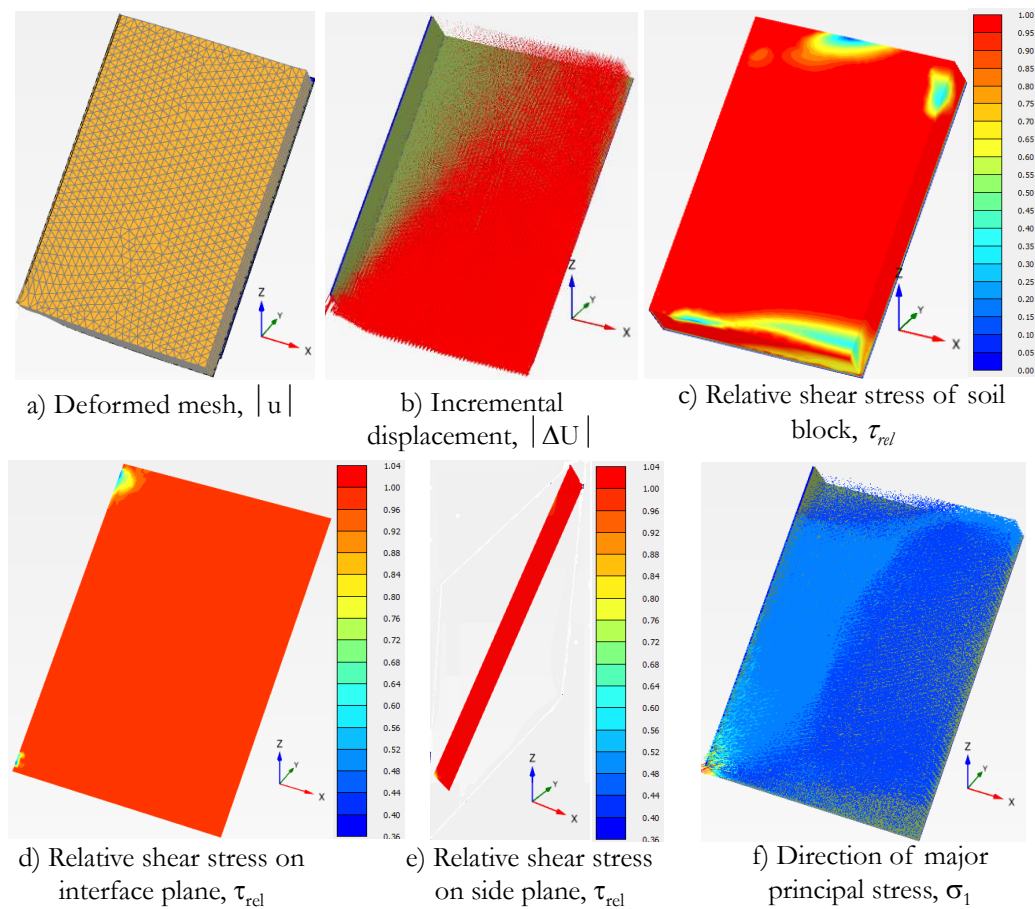 Z
Y
X
a) Deformed mesh, |u|
Z
Y
X
b) Incremental
displacement, |ΔU|
1.00
1.00
0.95
0.90
0.85
0.80
0.75
0.70
0.65
0.60
0.55
0.50
0.45
0.40
0.35
0.30
0.25
0.20
0.15
0.10
0.05
0.00
Z
Y
X
c) Relative shear stress of soil
block, τrel
1.04
1.00
0.96
0.92
0.88
0.84
0.80
0.76
0.72
0.68
0.64
0.60
0.56
0.52
0.48
0.44
0.40
0.36
Z
Y
X
d) Relative shear stress on
interface plane, τrel
1.04
1.00
0.96
0.92
0.88
0.84
0.80
0.76
0.72
0.68
0.64
0.60
0.56
0.52
0.48
0.44
0.40
0.36
Z
Y
X
e) Relative shear stress
on side plane, τrel
Z
Y
X
f) Direction of major
principal stress, σ1